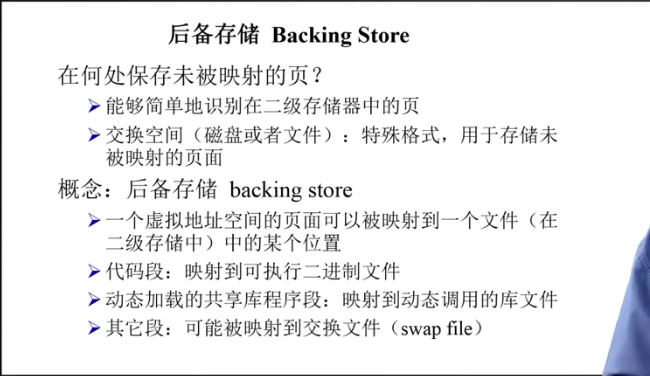 后备存储 Backing Store
在何处保存未被映射的页？
➢能够简单地识别在二级存储器中的页
➢交换空间（磁盘或者文件）：特殊格式，用于存储未
被映射的页面
概念：后备存储 backing store
➢一个虚拟地址空间的页面可以被映射到一个文件（在
二级存储中）中的某个位置
➢代码段：映射到可执行二进制文件
➢动态加载的共享库程序段：映射到动态调用的库文件
➢其它段：可能被映射到交换文件（swap file）